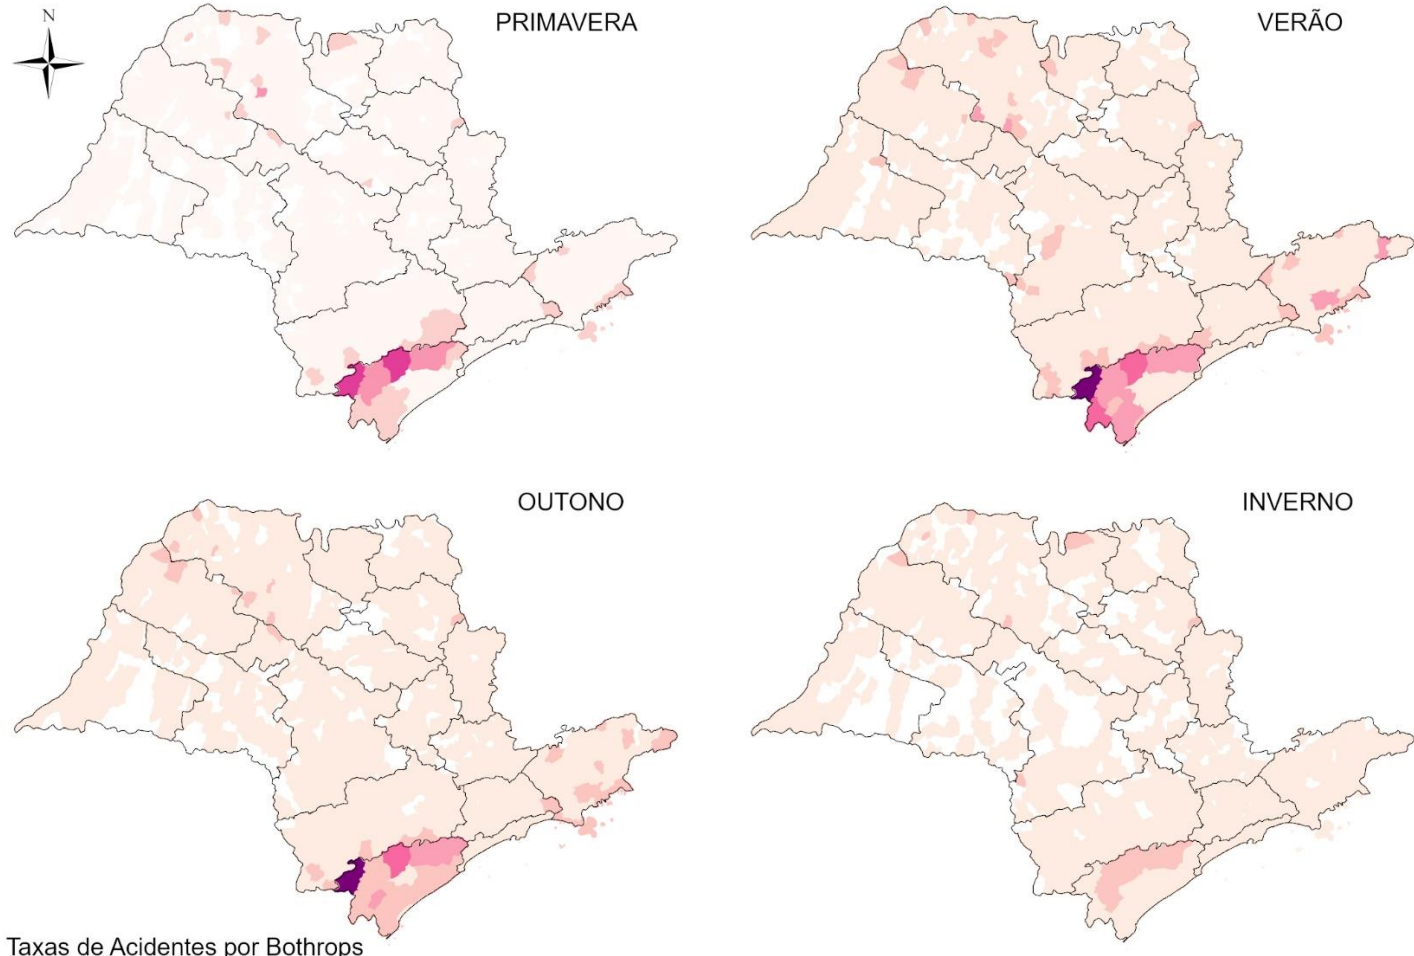 N
PRIMAVERA
VERÃO
OUTONO
INVERNO
Taxas de Acidentes por Bothrops